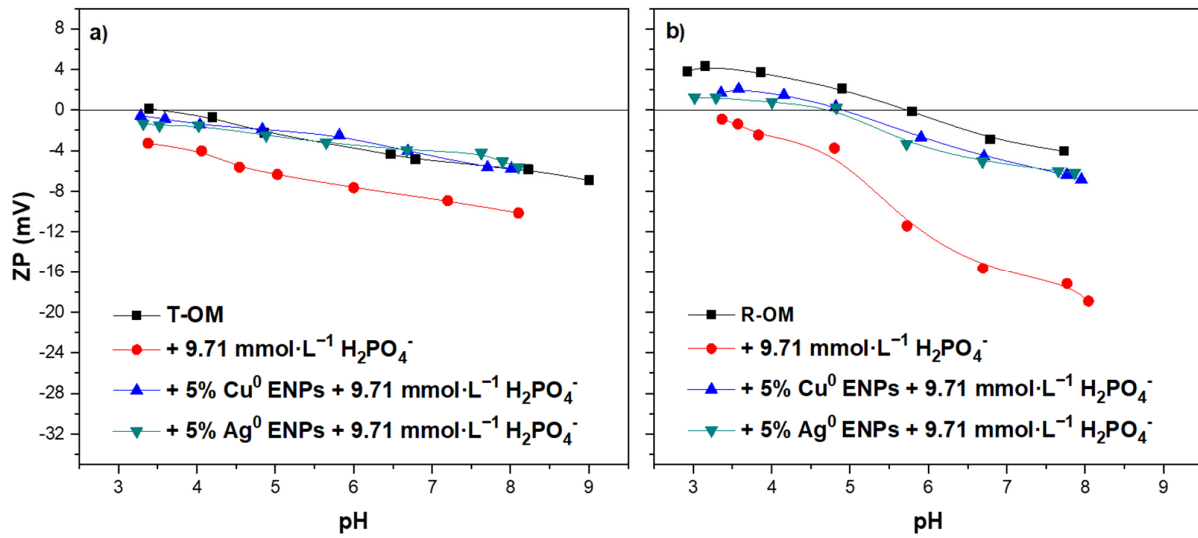 a)
b)
8
4
0
-4
-8
-12
-16
-20
-24
-28
-32
ZP (mV)
T-OM
+ 9.71 mmol·L⁻¹ H₂PO₄⁻
+ 5% Cu⁰ ENPs + 9.71 mmol·L⁻¹ H₂PO₄⁻
+ 5% Ag⁰ ENPs + 9.71 mmol·L⁻¹ H₂PO₄⁻
3 4 5 6 7 8 9
pH
R-OM
+ 9.71 mmol·L⁻¹ H₂PO₄⁻
+ 5% Cu⁰ ENPs + 9.71 mmol·L⁻¹ H₂PO₄⁻
+ 5% Ag⁰ ENPs + 9.71 mmol·L⁻¹ H₂PO₄⁻
3 4 5 6 7 8 9
pH